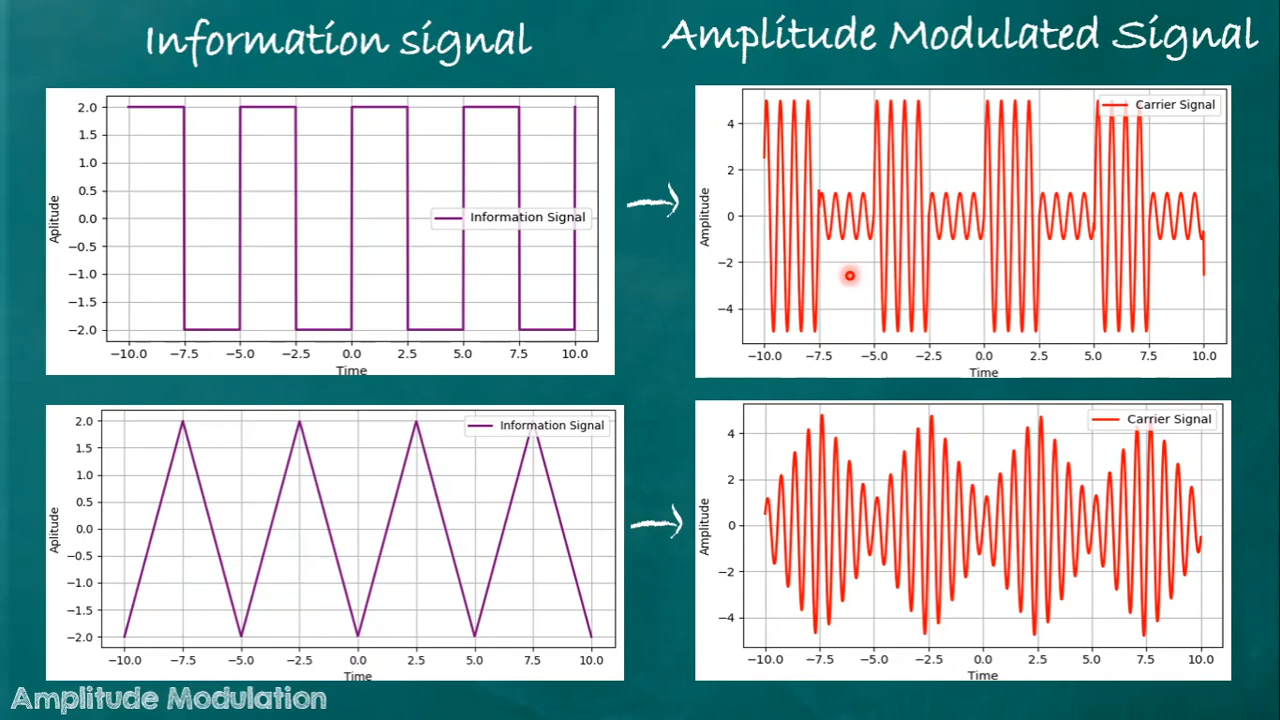 Information signal
Amplitude Modulated Signal
2.0
1.5
1.0
0.5
0.0
−0.5
−1.0
−1.5
−2.0
Aplitude
Information Signal
−10.0 −7.5 −5.0 −2.5 0.0 2.5 5.0 7.5 10.0
Time
4
2
0
−2
−4
Amplitude
Carrier Signal
−10.0 −7.5 −5.0 −2.5 0.0 2.5 5.0 7.5 10.0
Time
2.0
1.5
1.0
0.5
0.0
−0.5
−1.0
−1.5
−2.0
Aplitude
Information Signal
−10.0 −7.5 −5.0 −2.5 0.0 2.5 5.0 7.5 10.0
Time
4
2
0
−2
−4
Amplitude
Carrier Signal
−10.0 −7.5 −5.0 −2.5 0.0 2.5 5.0 7.5 10.0
Time
Amplitude Modulation